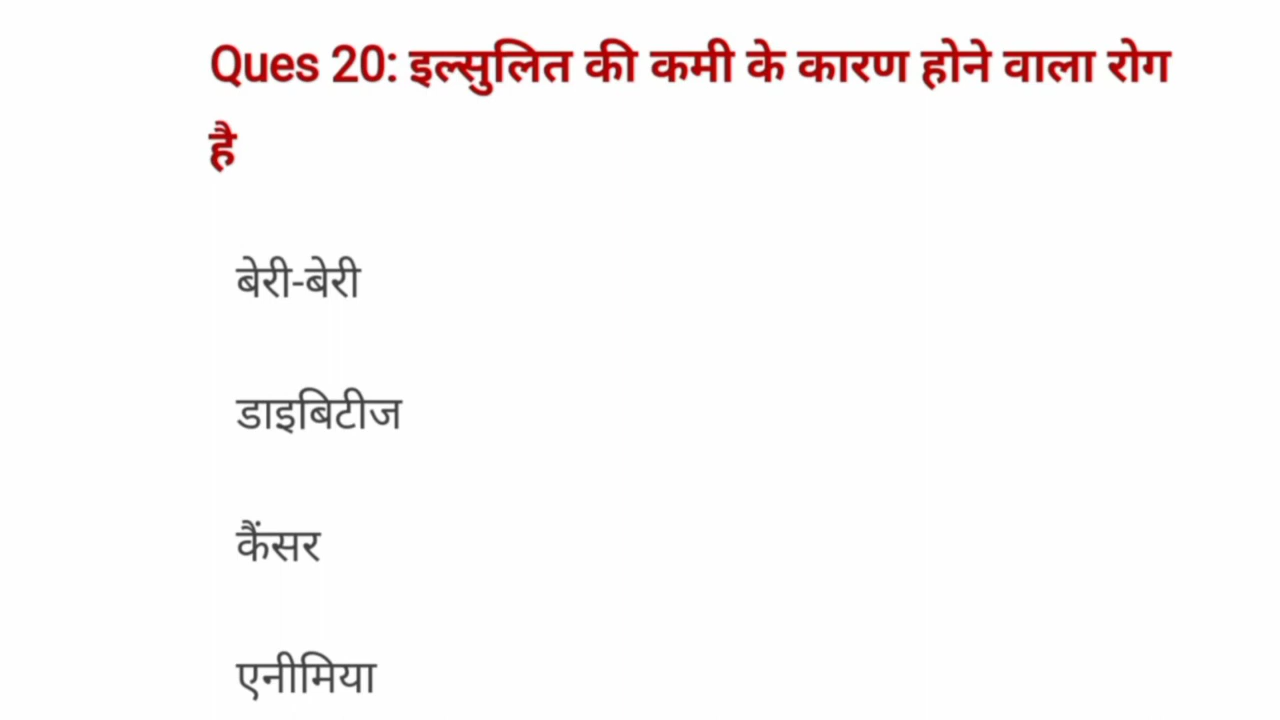 Ques 20: इल्सुलित की कमी के कारण होने वाला रोग
है
बेरी-बेरी
डाइबिटीज
कैंसर
एनीमिया